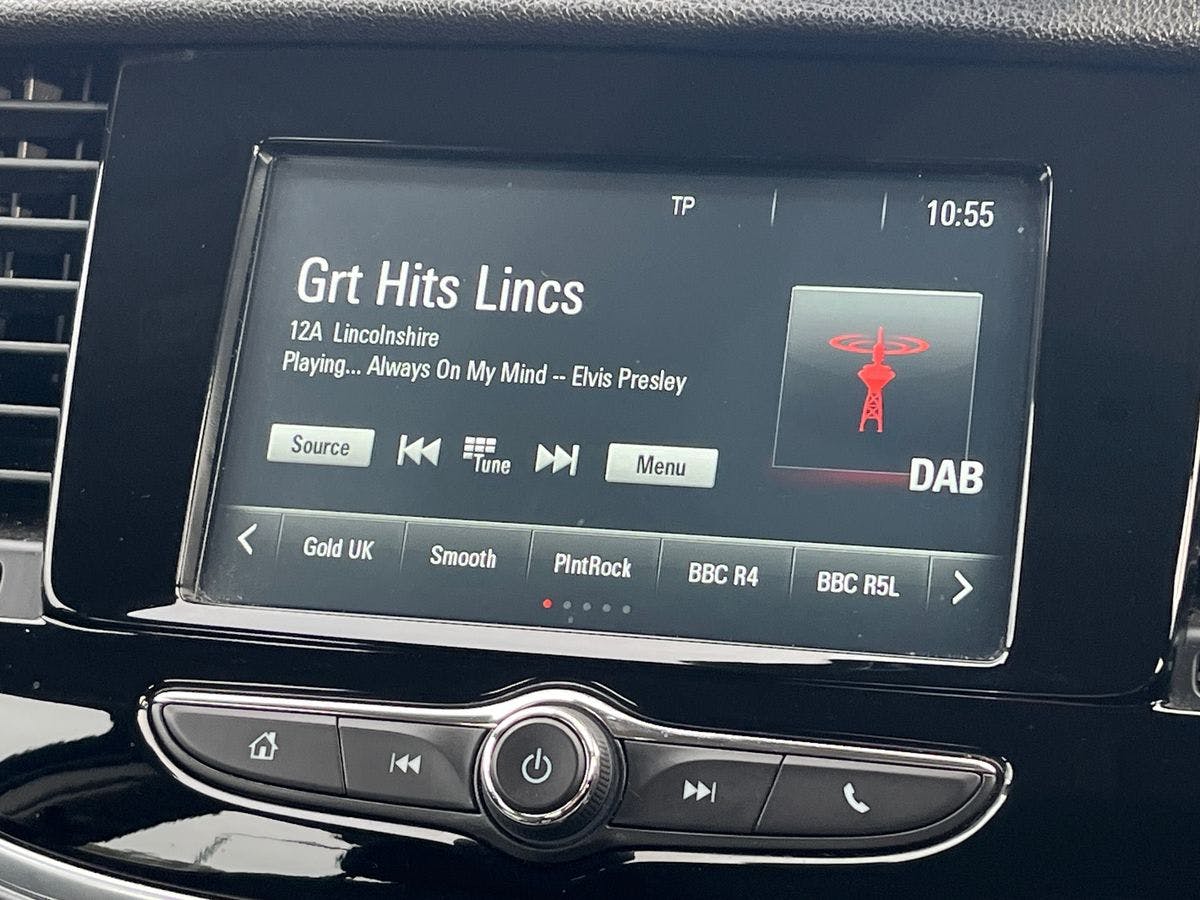 TP 10:55
Grt Hits Lincs
12A Lincolnshire
Playing... Always On My Mind -- Elvis Presley
Source Tune Menu
DAB
Gold UK Smooth PlntRock BBC R4 BBC R5L